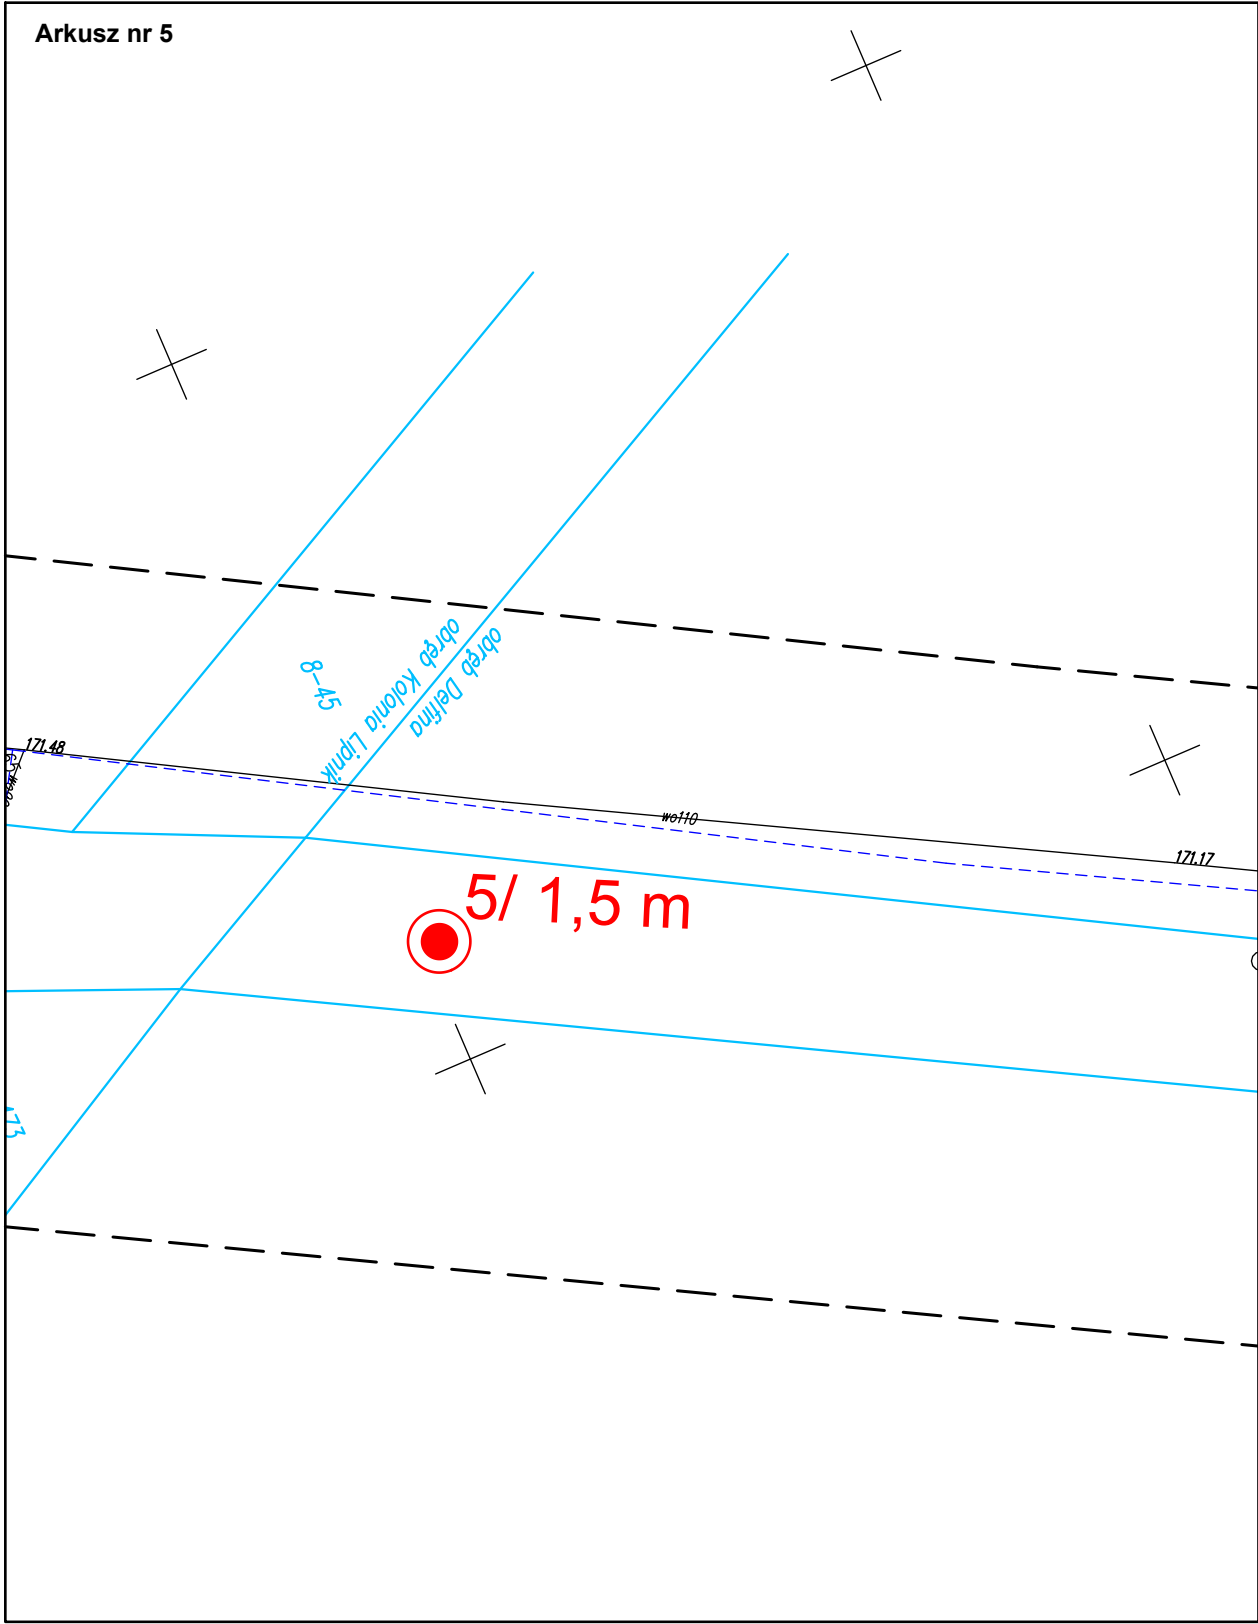 Arkusz nr 5
obręb Kolonia Lipnik
obręb Delfina
8-45
171.48
wo110
171.17
5/ 1,5 m